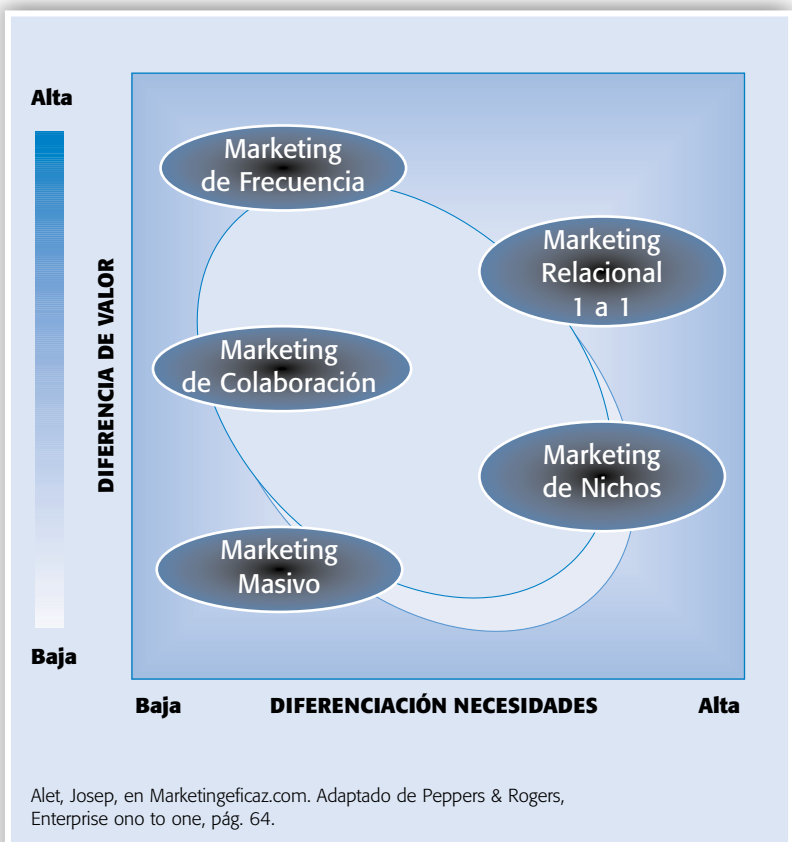 Alta
Marketing
de Frecuencia
Marketing
Relacional
1 a 1
DIFERENCIA DE VALOR
Marketing
de Colaboración
Marketing
de Nichos
Marketing
Masivo
Baja
Baja DIFERENCIACIÓN NECESIDADES Alta
Alet, Josep, en Marketingeficaz.com. Adaptado de Peppers & Rogers,
Enterprise ono to one, pág. 64.